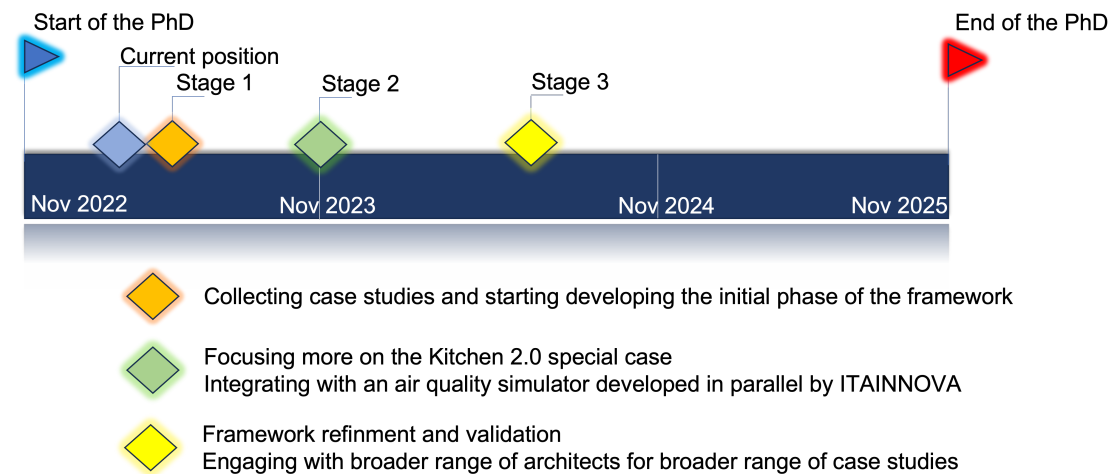 Start of the PhD
End of the PhD
Current position
Stage 1
Stage 2
Stage 3
Nov 2022
Nov 2023
Nov 2024
Nov 2025
Collecting case studies and starting developing the initial phase of the framework
Focusing more on the Kitchen 2.0 special case
Integrating with an air quality simulator developed in parallel by ITAINNOVA
Framework refinment and validation
Engaging with broader range of architects for broader range of case studies